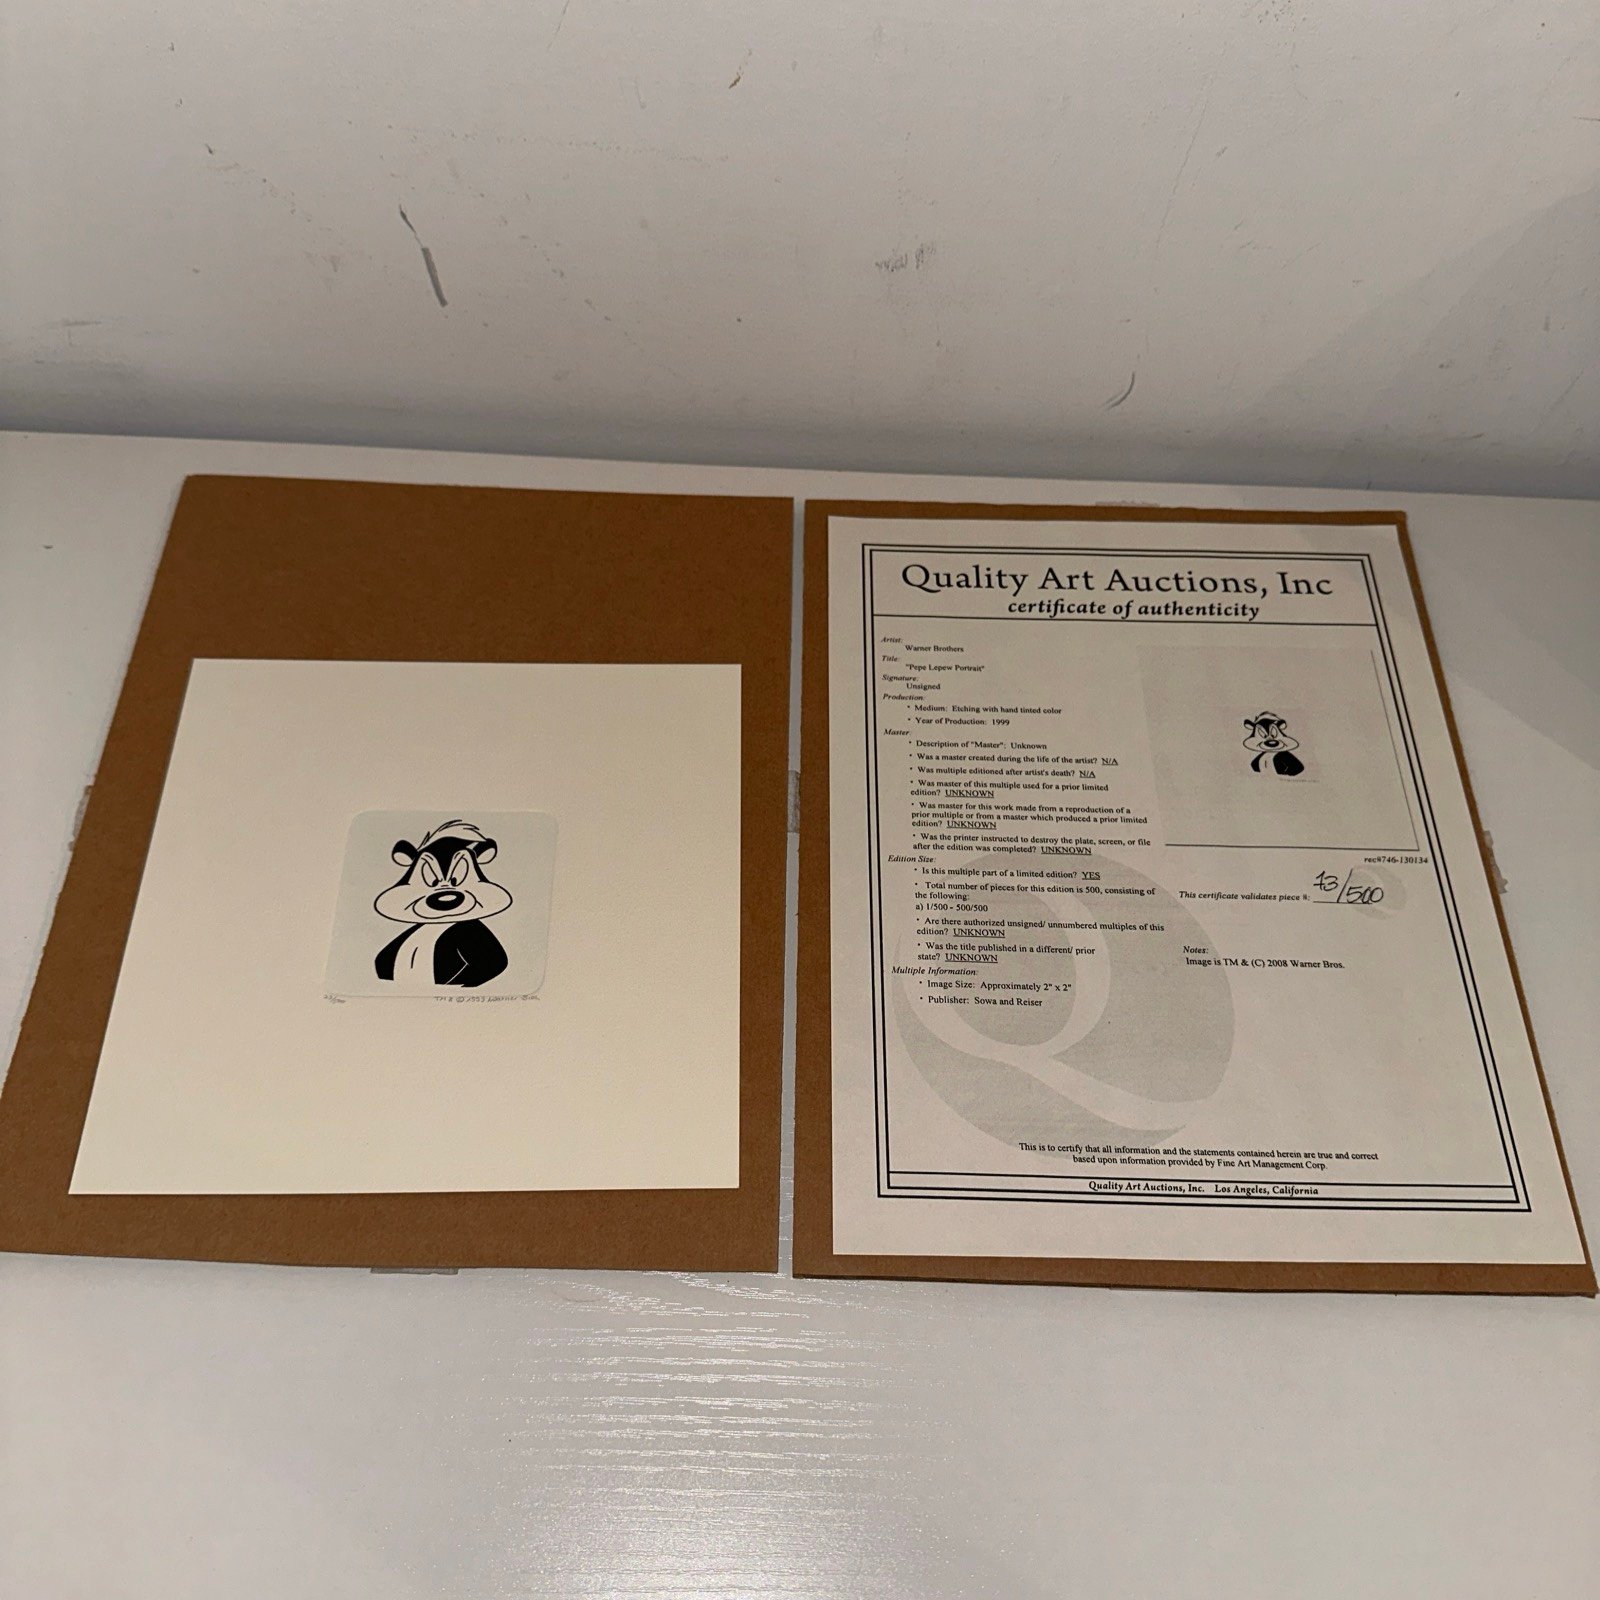 TM & © 1999 Warner Bros.
Quality Art Auctions, Inc
certificate of authenticity
Artist:
Warner Brothers
Title:
"Pepe Lepew Portrait"
Signature:
Unsigned
Production:
• Medium: Etching with hand tinted color
• Year of Production: 1999
Master:
• Description of "Master": Unknown
• Was a master created during the life of the artist? N/A
• Was multiple editioned after artist's death? N/A
• Was master of this multiple used for a prior limited
edition? UNKNOWN
• Was master for this work made from a reproduction of a
prior multiple or from a master which produced a prior limited
edition? UNKNOWN
• Was the printer instructed to destroy the plate, screen, or file
after the edition was completed? UNKNOWN
Edition Size:
• Is this multiple part of a limited edition? YES
• Total number of pieces for this edition is 500, consisting of
the following:
a) 1/500 - 500/500
• Are there authorized unsigned/ unnumbered multiples of this
edition? UNKNOWN
• Was the title published in a different/ prior
state? UNKNOWN
Multiple Information:
• Image Size: Approximately 2" x 2"
• Publisher: Sowa and Reiser
rec#746-130134
This certificate validates piece #: /500
Notes:
Image is TM & (C) 2008 Warner Bros.
This is to certify that all information and the statements contained herein are true and correct
based upon information provided by Fine Art Management Corp.
Quality Art Auctions, Inc. Los Angeles, California